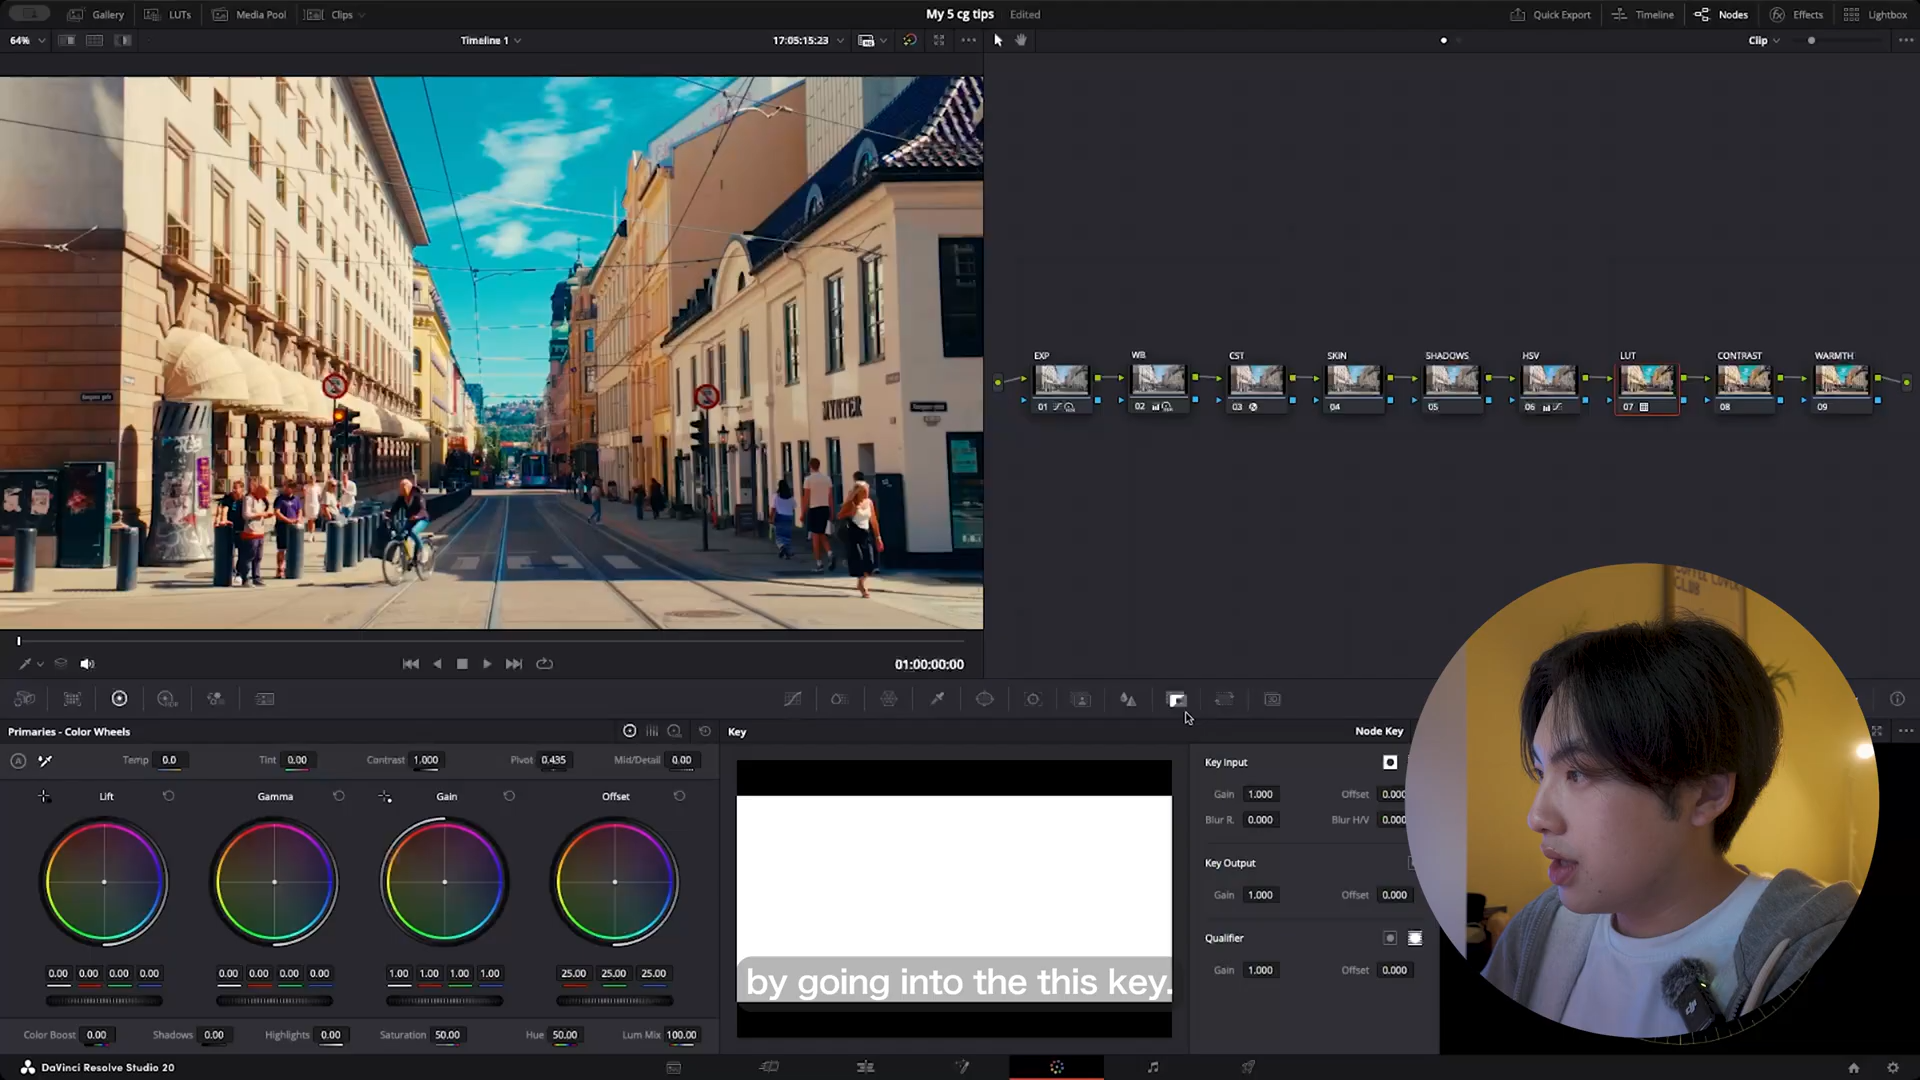 Gallery LUTs Media Pool Clips My 5 cg tips Edited Quick Export Timeline Nodes Effects Lightbox
64% Timeline 1 17:05:15:23 Clip
EXP WB CST SKIN SHADOWS HSV LUT CONTRAST WARMTH
01 02 03 04 05 06 07 08 09
MYNTER
01:00:00:00
Primaries - Color Wheels Key Node Key
Temp 0.0 Tint 0.00 Contrast 1.000 Pivot 0.435 Mid/Detail 0.00
Key Input
Lift Gamma Gain Offset
Gain 1.000 Offset 0.000
Blur R. 0.000 Blur H/V 0.000
Key Output
Gain 1.000 Offset 0.000
Qualifier
Gain 1.000 Offset 0.000
0.00 0.00 0.00 0.00 0.00 0.00 0.00 0.00 1.00 1.00 1.00 1.00 25.00 25.00 25.00
by going into the this key.
Color Boost 0.00 Shadows 0.00 Highlights 0.00 Saturation 50.00 Hue 50.00 Lum Mix 100.00
DaVinci Resolve Studio 20
CLUB
dji